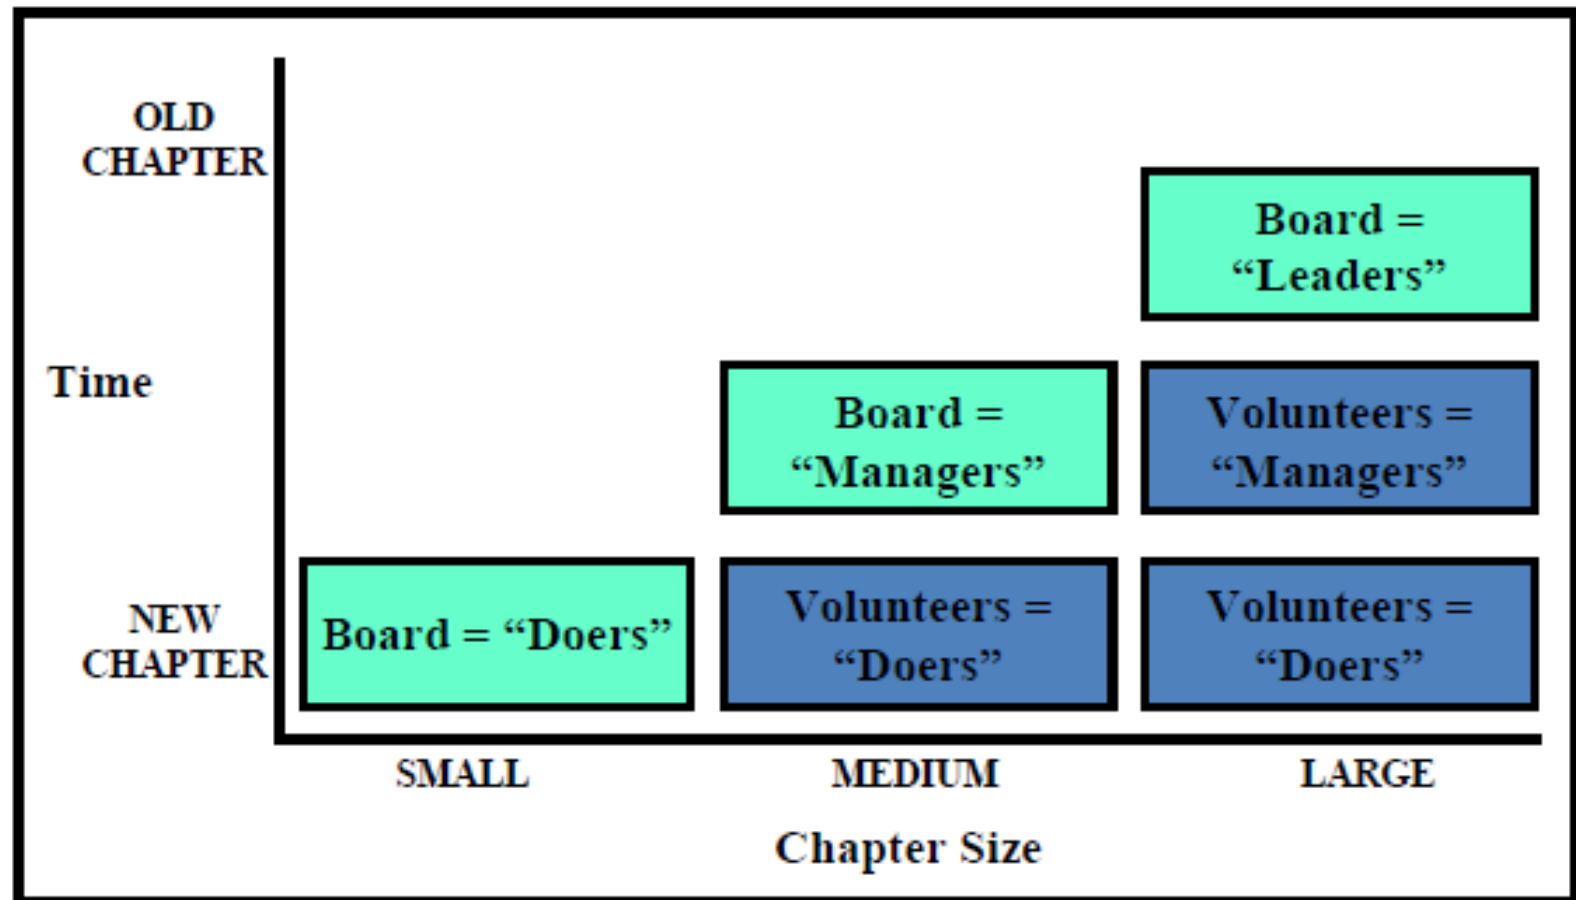 OLD
CHAPTER
Board =
“Leaders”
Time
Board =
“Managers”
Volunteers =
“Managers”
NEW
CHAPTER
Board = “Doers”
Volunteers =
“Doers”
Volunteers =
“Doers”
SMALL
MEDIUM
LARGE
Chapter Size